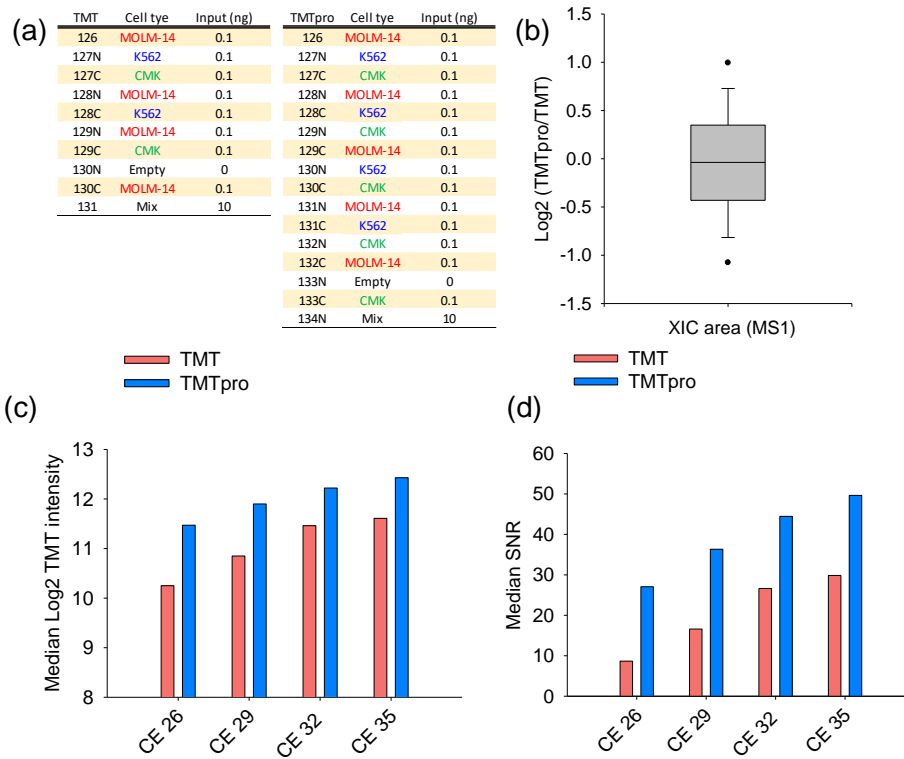 (a)
TMT Cell tye Input (ng)
126 MOLM-14 0.1
127N K562 0.1
127C CMK 0.1
128N MOLM-14 0.1
128C K562 0.1
129N MOLM-14 0.1
129C CMK 0.1
130N Empty 0
130C MOLM-14 0.1
131 Mix 10
TMTpro Cell tye Input (ng)
126 MOLM-14 0.1
127N K562 0.1
127C CMK 0.1
128N MOLM-14 0.1
128C K562 0.1
129N CMK 0.1
129C MOLM-14 0.1
130N K562 0.1
130C CMK 0.1
131N MOLM-14 0.1
131C K562 0.1
132N CMK 0.1
132C MOLM-14 0.1
133N Empty 0
133C CMK 0.1
134N Mix 10
(b)
Log2 (TMTpro/TMT)
1.5
1.0
0.5
0.0
-0.5
-1.0
-1.5
XIC area (MS1)
TMT
TMTpro
(c)
Median Log2 TMT intensity
13
12
11
10
9
8
CE 26
CE 29
CE 32
CE 35
TMT
TMTpro
(d)
Median SNR
60
50
40
30
20
10
0
CE 26
CE 29
CE 32
CE 35